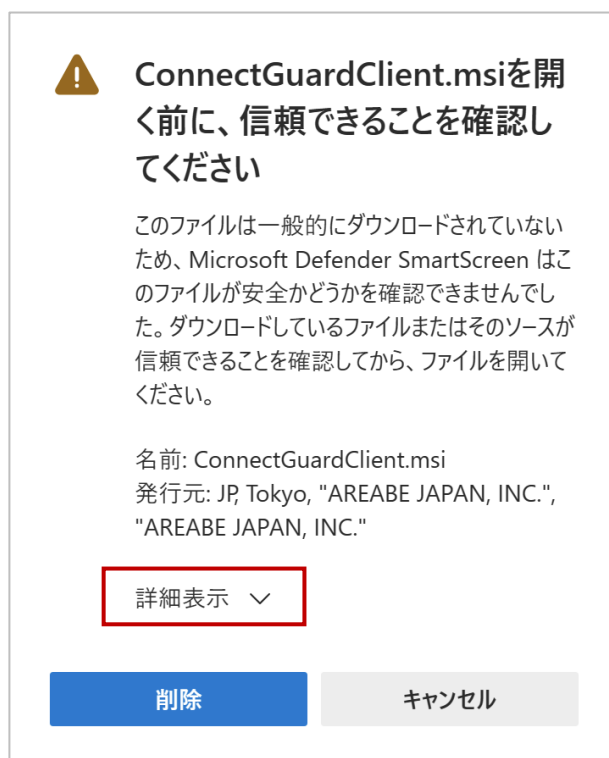 ConnectGuardClient.msiを開
く前に、信頼できることを確認し
てください
このファイルは一般的にダウンロードされていない
ため、Microsoft Defender SmartScreen はこ
のファイルが安全かどうかを確認できませんでし
た。ダウンロードしているファイルまたはそのソースが
信頼できることを確認してから、ファイルを開いて
ください。
名前: ConnectGuardClient.msi
発行元: JP, Tokyo, "AREABE JAPAN, INC.",
"AREABE JAPAN, INC."
詳細表示
削除
キャンセル